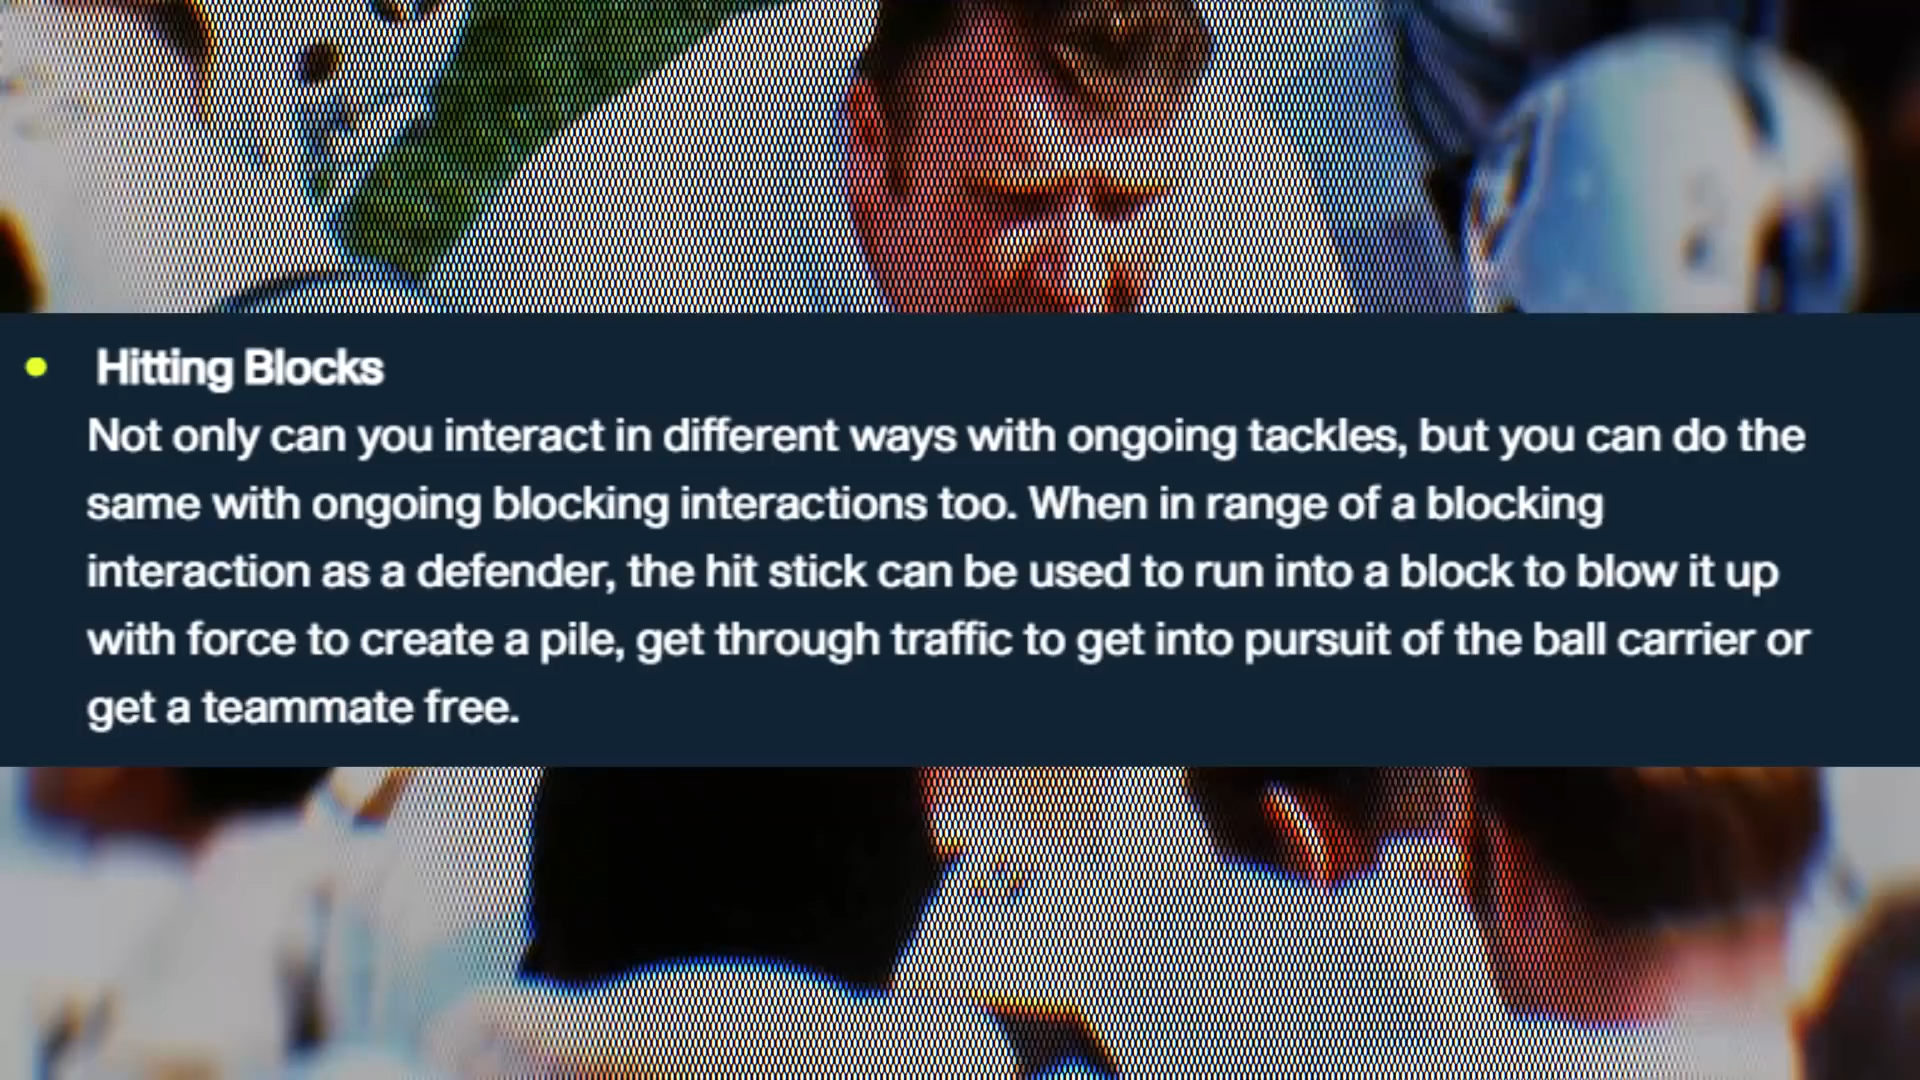 Hitting Blocks
Not only can you interact in different ways with ongoing tackles, but you can do the
same with ongoing blocking interactions too. When in range of a blocking
interaction as a defender, the hit stick can be used to run into a block to blow it up
with force to create a pile, get through traffic to get into pursuit of the ball carrier or
get a teammate free.